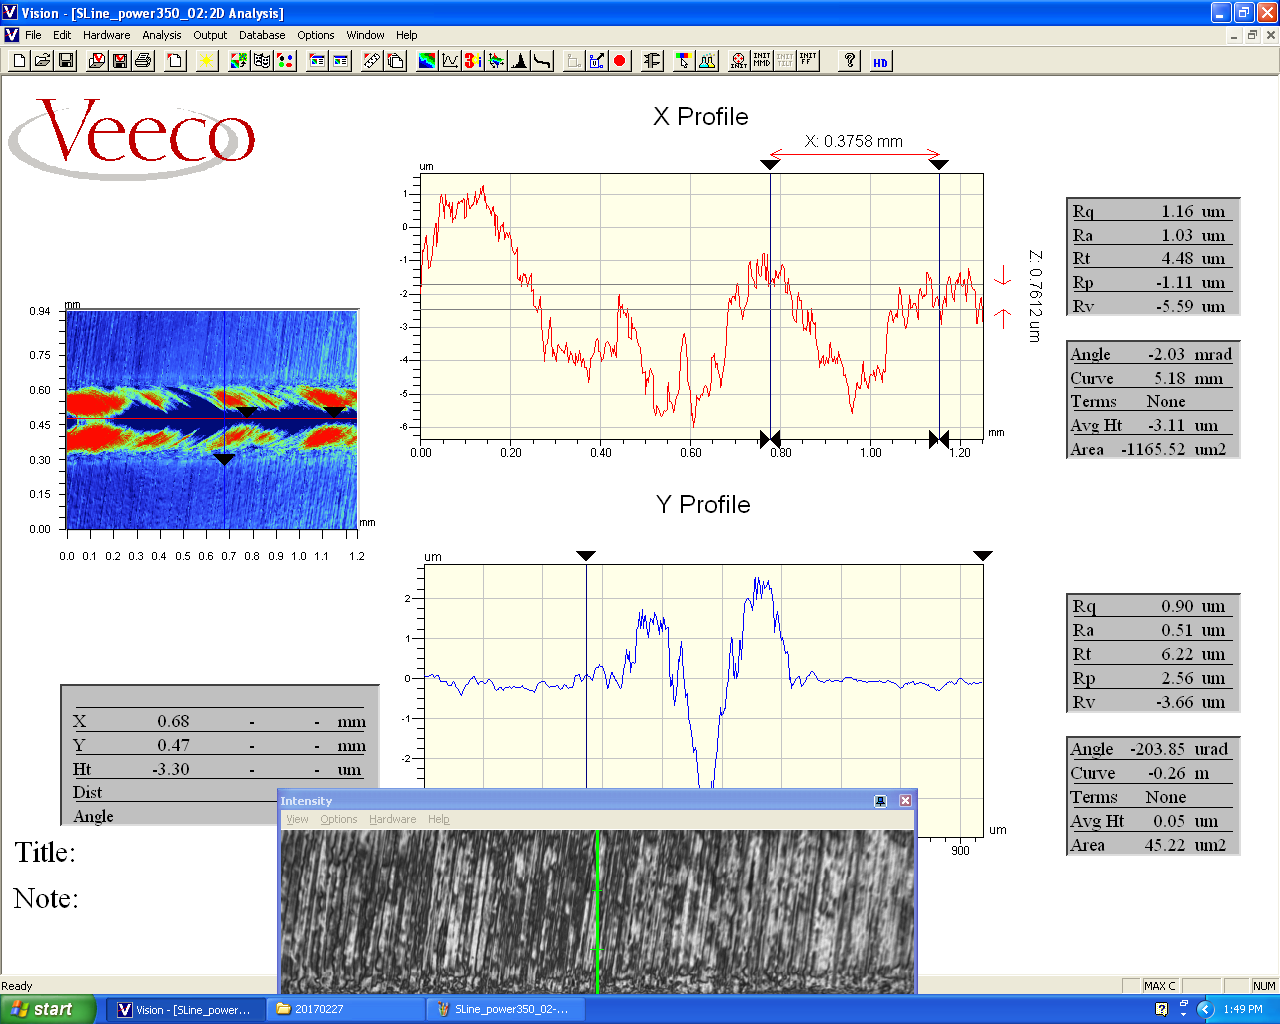 Vision - [SLine_power350_02:2D Analysis]
File Edit Hardware Analysis Output Database Options Window Help
INIT INIT MMD INIT TILT INIT FF ? HD
Veeco
X Profile
X: 0.3758 mm
um
1
0
-1
-2
-3
-4
-5
-6
0.00 0.20 0.40 0.60 0.80 1.00 1.20
mm
Z: 0.7612 um
Rq 1.16 um
Ra 1.03 um
Rt 4.48 um
Rp -1.11 um
Rv -5.59 um
Angle -2.03 mrad
Curve 5.18 mm
Terms None
Avg Ht -3.11 um
Area -1165.52 um2
mm
0.94
0.75
0.60
0.45
0.30
0.15
0.00
mm
0.0 0.1 0.2 0.3 0.4 0.5 0.6 0.7 0.8 0.9 1.0 1.1 1.2
Y Profile
um
2
1
0
-1
-2
um
900
Rq 0.90 um
Ra 0.51 um
Rt 6.22 um
Rp 2.56 um
Rv -3.66 um
Angle -203.85 urad
Curve -0.26 m
Terms None
Avg Ht 0.05 um
Area 45.22 um2
X 0.68 - - mm
Y 0.47 - - mm
Ht -3.30 - - um
Dist
Angle
Title:
Note:
Intensity
View Options Hardware Help
Ready
MAX C NUM
start
Vision - [SLine_power...
20170227
SLine_power350_02-...
1:49 PM